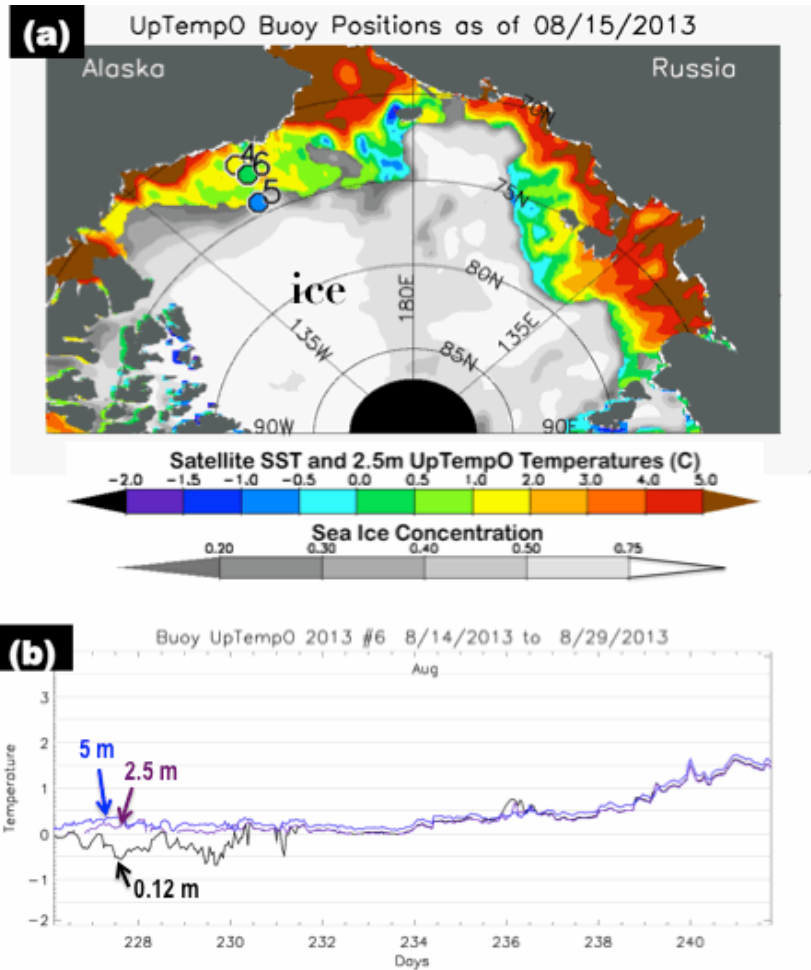 (a)
UpTempO Buoy Positions as of 08/15/2013
Alaska
Russia
70N
4
6
5
75N
ice
80N
180E
135W
135E
85N
90W
90E
Satellite SST and 2.5m UpTempO Temperatures (C)
-2.0 -1.5 -1.0 -0.5 0.0 0.5 1.0 2.0 3.0 4.0 5.0
Sea Ice Concentration
0.20 0.30 0.40 0.50 0.75
(b)
Buoy UpTempO 2013 #6 8/14/2013 to 8/29/2013
Aug
3
2
1
0
-1
-2
Temperature
5 m
2.5 m
0.12 m
228 230 232 234 236 238 240
Days